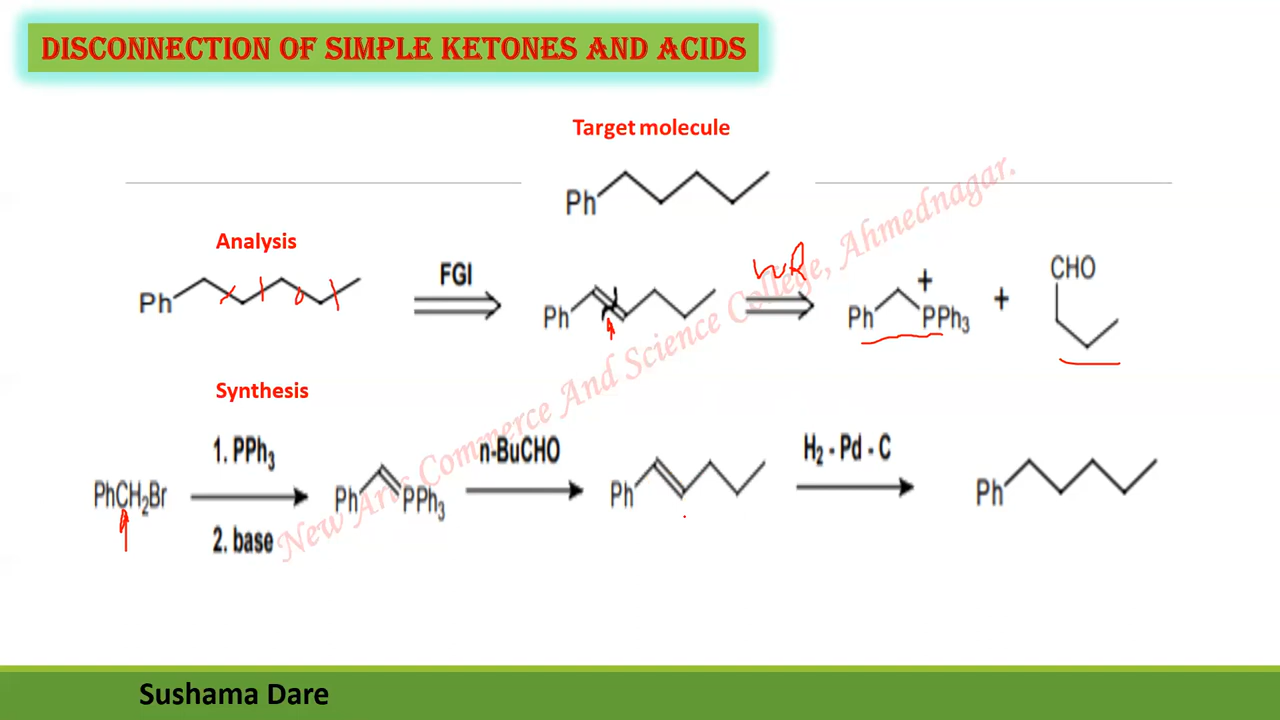 DISCONNECTION OF SIMPLE KETONES AND ACIDS
Target molecule
Ph
Analysis
Ph
FGI
Ph
WR
Ph
+
PPh3
+
CHO
Synthesis
PhCH2Br
1. PPh3
2. base
Ph
PPh3
n-BuCHO
Ph
H2 - Pd - C
Ph
New Arts Commerce And Science College, Ahmednagar.
Sushama Dare